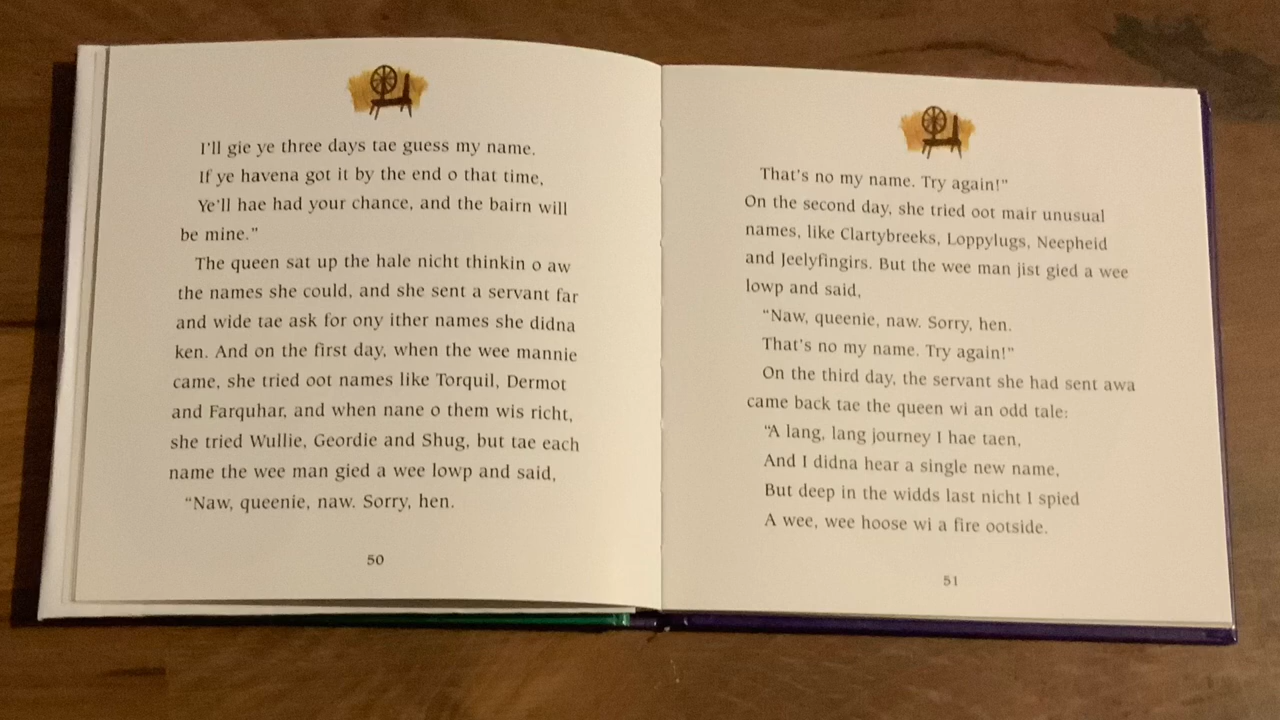 I'll gie ye three days tae guess my name.
If ye havena got it by the end o that time,
Ye'll hae had your chance, and the bairn will
be mine."
The queen sat up the hale nicht thinkin o aw
the names she could, and she sent a servant far
and wide tae ask for ony ither names she didna
ken. And on the first day, when the wee mannie
came, she tried oot names like Torquil, Dermot
and Farquhar, and when nane o them wis richt,
she tried Wullie, Geordie and Shug, but tae each
name the wee man gied a wee lowp and said,
"Naw, queenie, naw. Sorry, hen.
50
That's no my name. Try again!"
On the second day, she tried oot mair unusual
names, like Clartybreeks, Loppylugs, Neepheid
and Jeelyfingirs. But the wee man jist gied a wee
lowp and said,
"Naw, queenie, naw. Sorry, hen.
That's no my name. Try again!"
On the third day, the servant she had sent awa
came back tae the queen wi an odd tale:
"A lang, lang journey I hae taen,
And I didna hear a single new name,
But deep in the widds last nicht I spied
A wee, wee hoose wi a fire ootside.
51